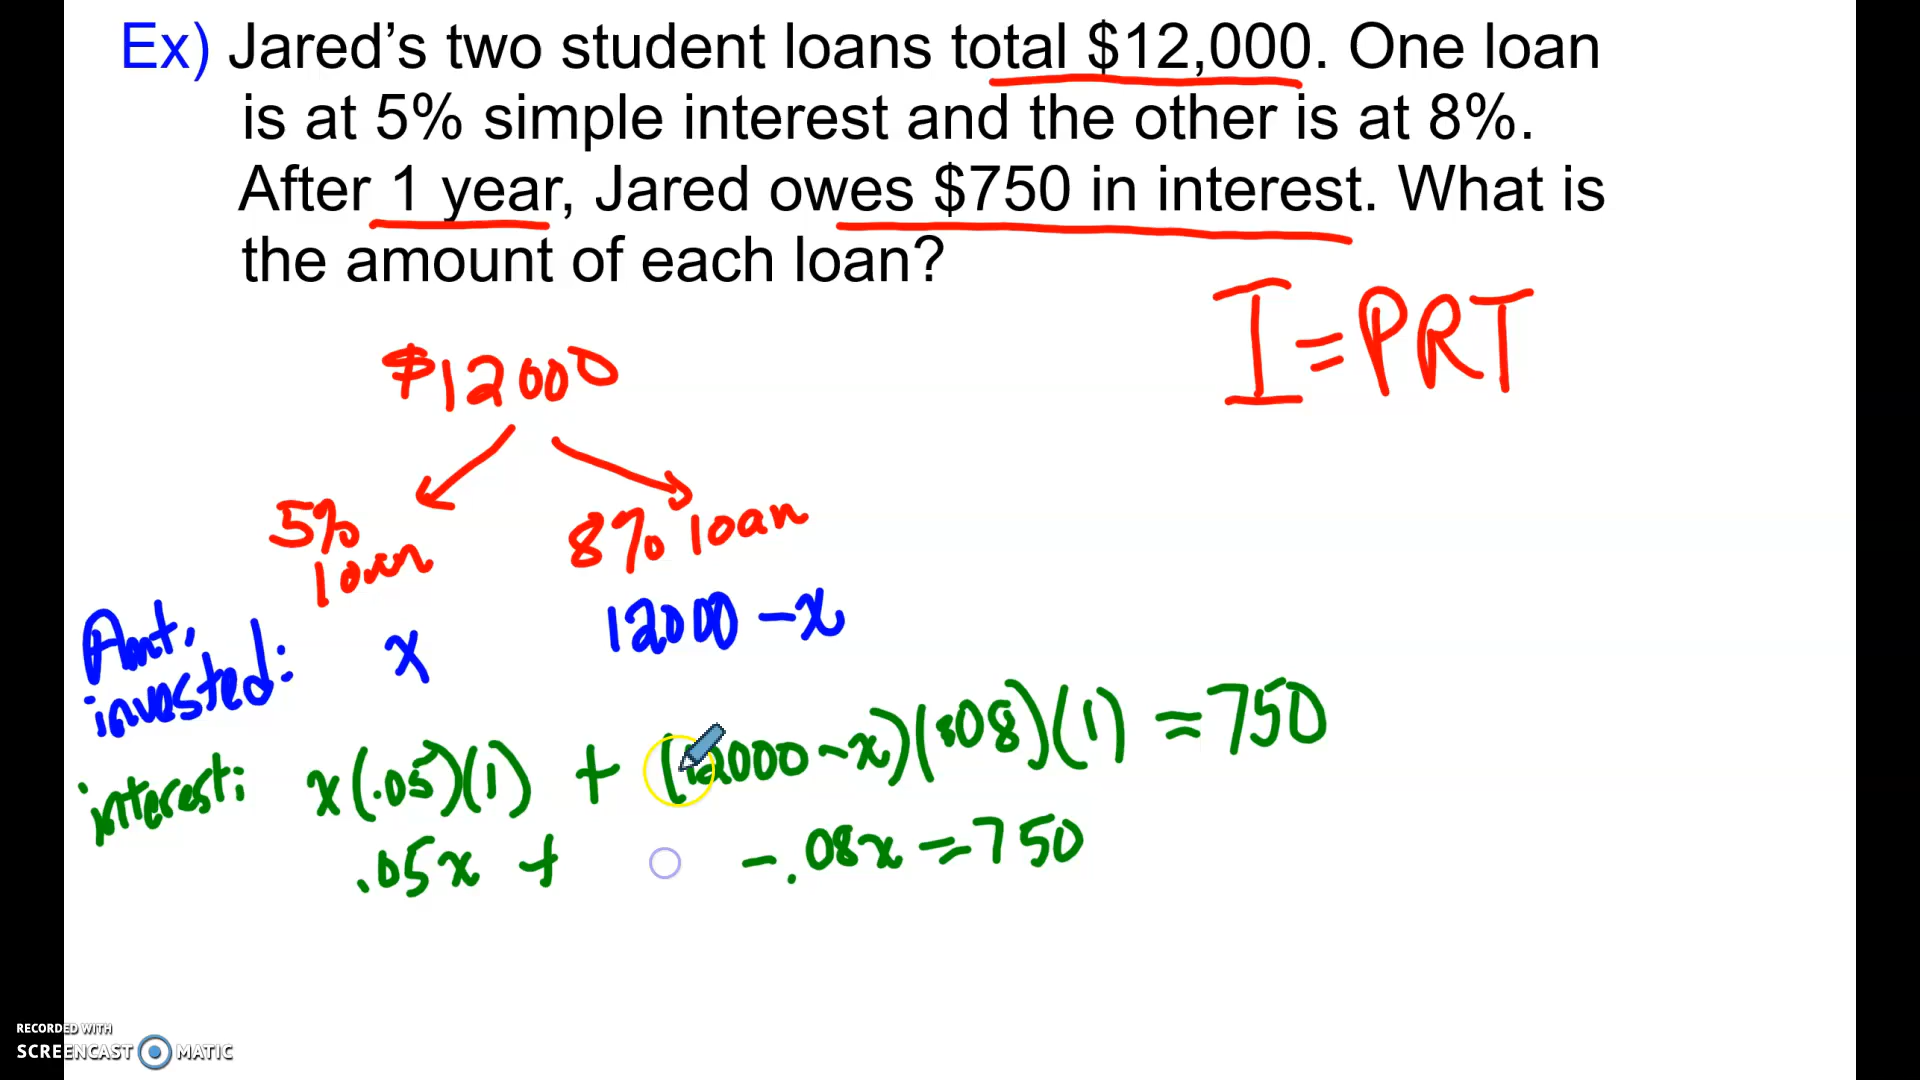 Ex) Jared’s two student loans total $12,000. One loan
is at 5% simple interest and the other is at 8%.
After 1 year, Jared owes $750 in interest. What is
the amount of each loan?
I=PRT
$12000
5%
loan
8% loan
Amt.
invested:
x
12000-x
interest: x(.05)(1) + (12000-x)(.08)(1) = 750
.05x + -.08x = 750
RECORDED WITH
SCREENCAST MATIC